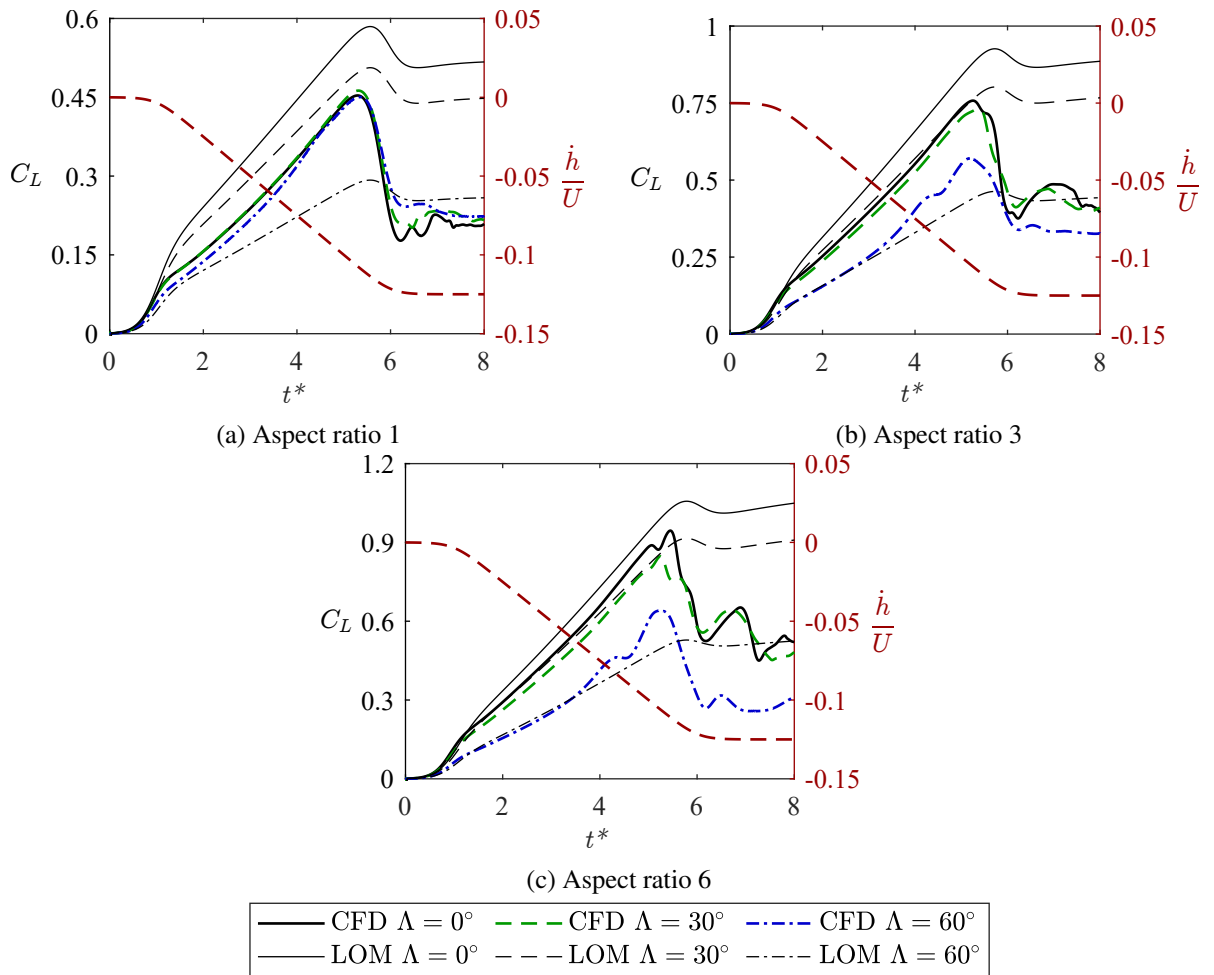 0.6
0.45
0.3
0.15
0
C_L
0.05
0
-0.05
-0.1
-0.15
ḣ
U
0 2 4 6 8
t*
(a) Aspect ratio 1
1
0.75
0.5
0.25
0
C_L
0.05
0
-0.05
-0.1
-0.15
ḣ
U
0 2 4 6 8
t*
(b) Aspect ratio 3
1.2
0.9
0.6
0.3
0
C_L
0.05
0
-0.05
-0.1
-0.15
ḣ
U
0 2 4 6 8
t*
(c) Aspect ratio 6
CFD Λ = 0° CFD Λ = 30° CFD Λ = 60°
LOM Λ = 0° LOM Λ = 30° LOM Λ = 60°